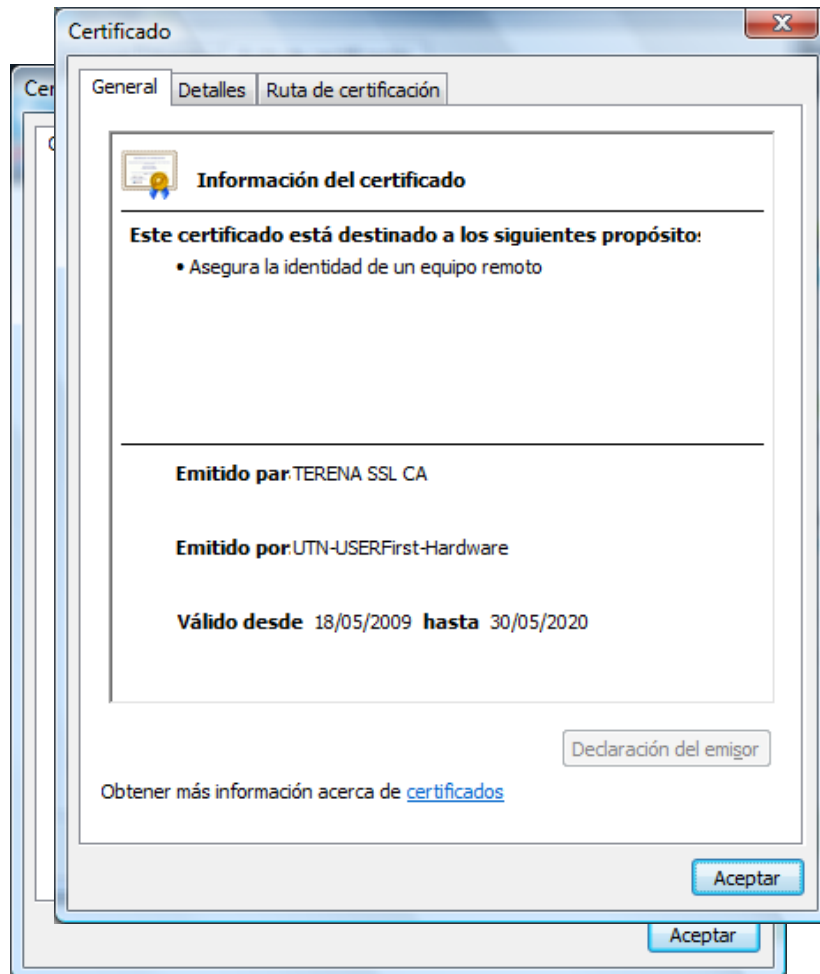 Certificado
General Detalles Ruta de certificación
Información del certificado
Este certificado está destinado a los siguientes propósito:
• Asegura la identidad de un equipo remoto
Emitido par TERENA SSL CA
Emitido por UTN-USERFirst-Hardware
Válido desde 18/05/2009 hasta 30/05/2020
Declaración del emisor
Obtener más información acerca de certificados
Aceptar
Cer
Aceptar